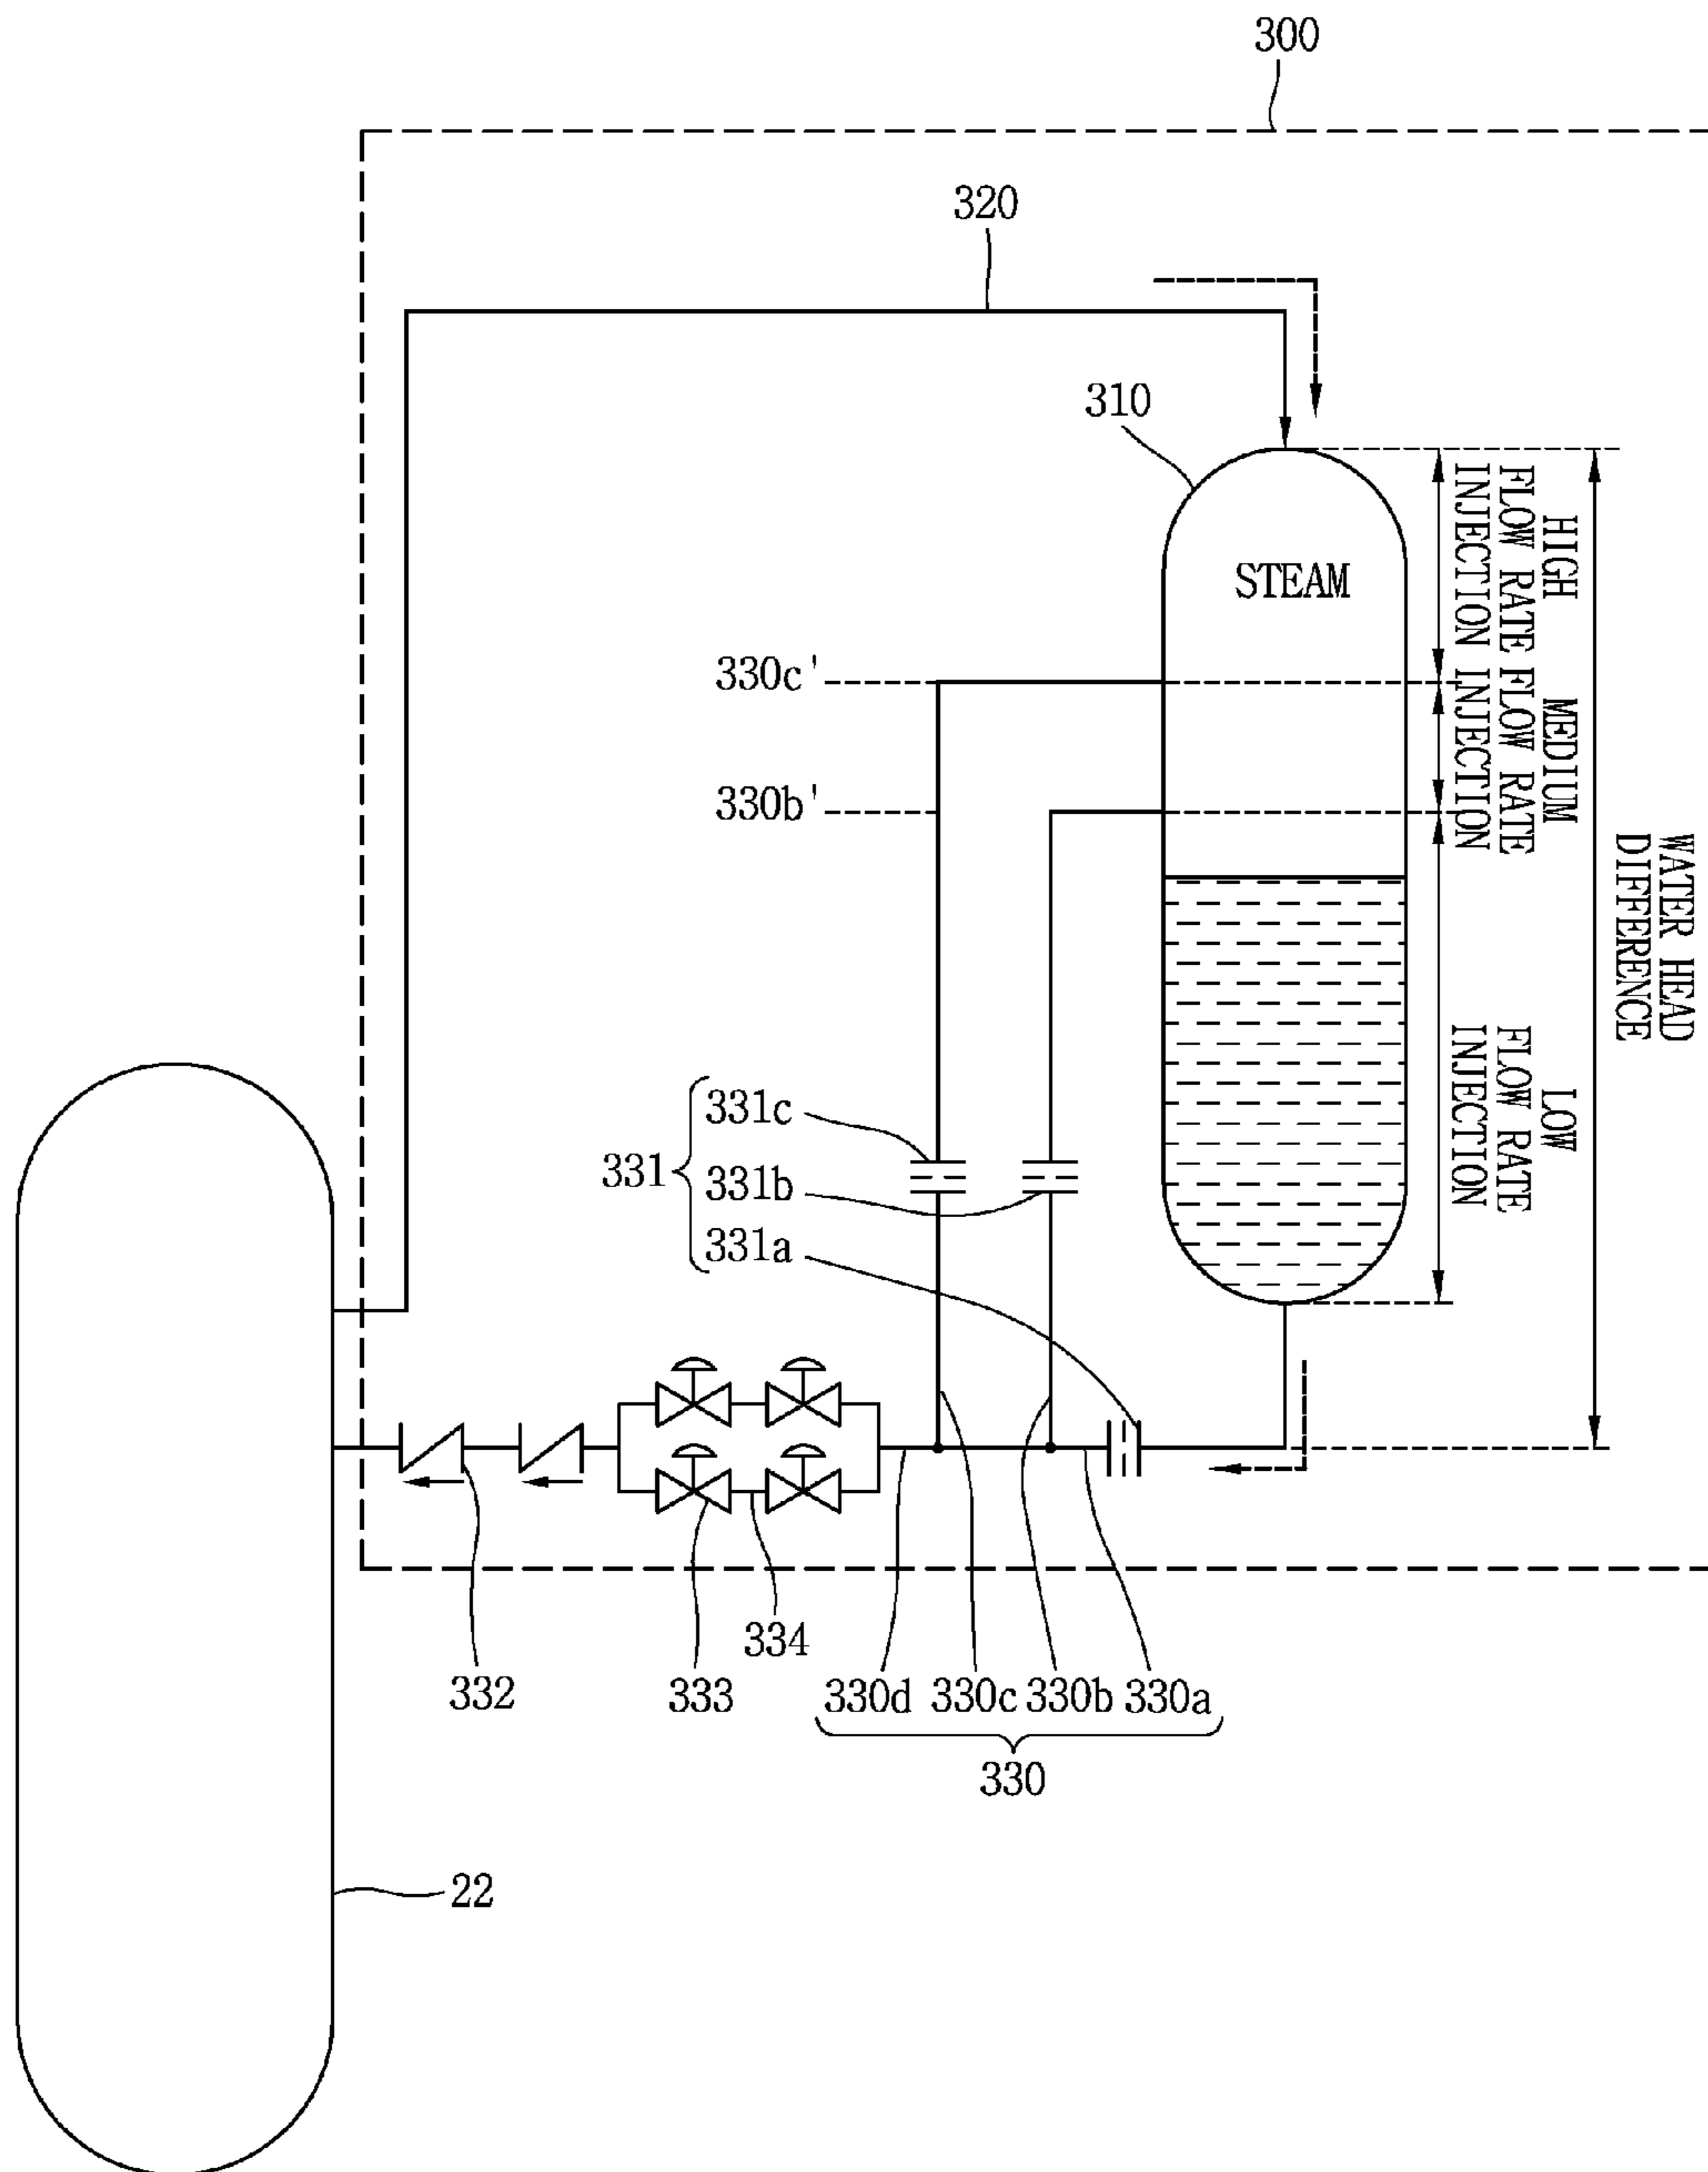 300
320
310
STEAM
HIGH
FLOW RATE
INJECTION
330c'
MEDIUM
FLOW RATE
INJECTION
330b'
WATER HEAD
DIFFERENCE
LOW
FLOW RATE
INJECTION
331c
331
331b
331a
334
332
333
330d
330c
330b
330a
330
22